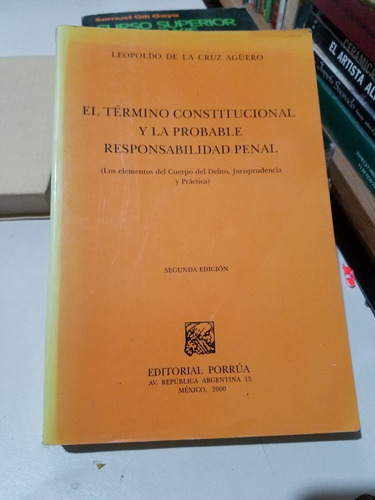 Samuel Gili Gaya
CURSO SUPERIOR
LEOPOLDO DE LA CRUZ AGÜERO
EL TÉRMINO CONSTITUCIONAL
Y LA PROBABLE
RESPONSABILIDAD PENAL
(Los elementos del Cuerpo del Delito, Jurisprudencia
y Práctica)
SEGUNDA EDICIÓN
EDITORIAL PORRÚA
AV. REPÚBLICA ARGENTINA 15
MÉXICO, 2000
EL ARTISTA